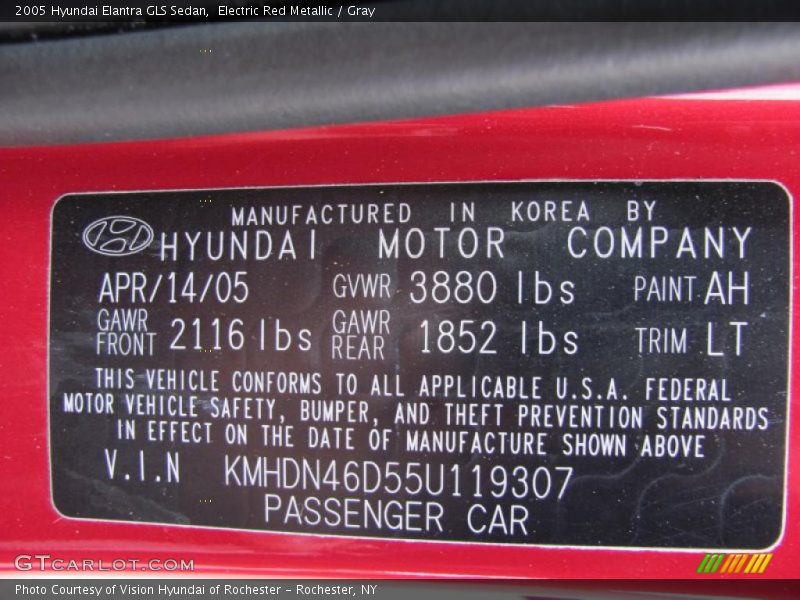 2005 Hyundai Elantra GLS Sedan,  Electric Red Metallic / Gray
MANUFACTURED IN KOREA BY
HYUNDAI MOTOR COMPANY
APR/14/05 GVWR 3880 lbs PAINT AH
GAWR FRONT 2116 lbs GAWR REAR 1852 lbs TRIM LT
THIS VEHICLE CONFORMS TO ALL APPLICABLE U.S.A. FEDERAL
MOTOR VEHICLE SAFETY, BUMPER, AND THEFT PREVENTION STANDARDS
IN EFFECT ON THE DATE OF MANUFACTURE SHOWN ABOVE
V.I.N KMHDN46D55U119307
PASSENGER CAR
GTCARLOT.COM
Photo Courtesy of Vision Hyundai of Rochester - Rochester, NY